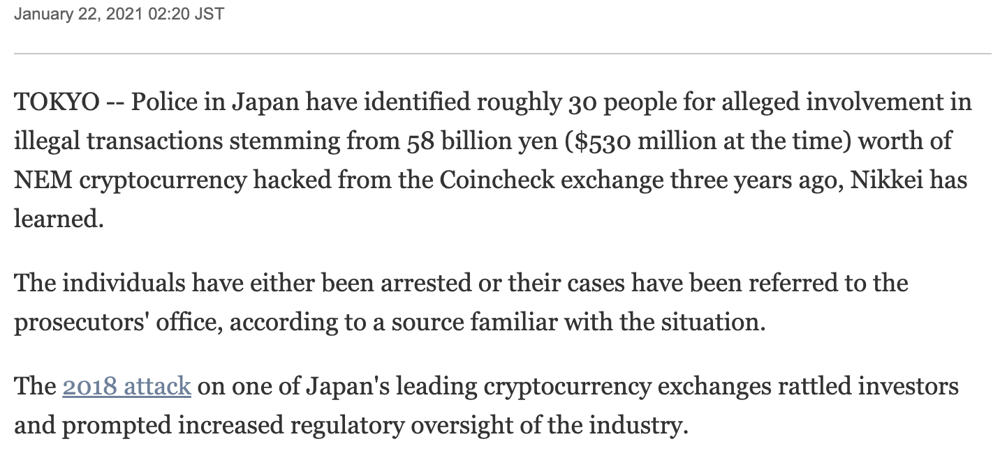 January 22, 2021 02:20 JST
TOKYO -- Police in Japan have identified roughly 30 people for alleged involvement in
illegal transactions stemming from 58 billion yen ($530 million at the time) worth of
NEM cryptocurrency hacked from the Coincheck exchange three years ago, Nikkei has
learned.
The individuals have either been arrested or their cases have been referred to the
prosecutors' office, according to a source familiar with the situation.
The 2018 attack on one of Japan's leading cryptocurrency exchanges rattled investors
and prompted increased regulatory oversight of the industry.